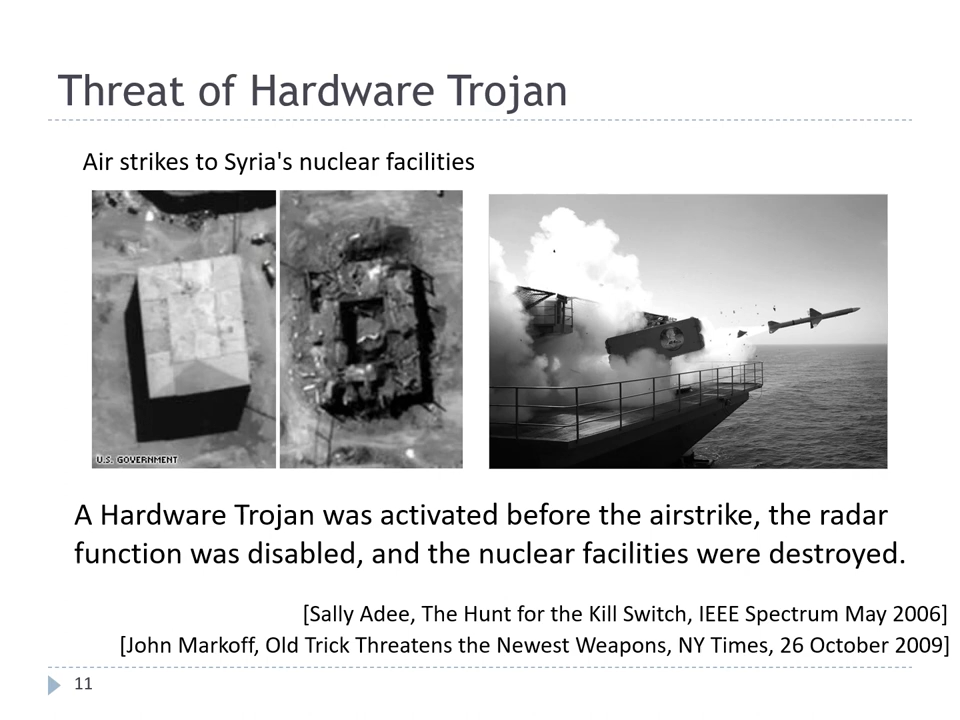 Threat of Hardware Trojan
Air strikes to Syria's nuclear facilities
U.S. GOVERNMENT
A Hardware Trojan was activated before the airstrike, the radar
function was disabled, and the nuclear facilities were destroyed.
[Sally Adee, The Hunt for the Kill Switch, IEEE Spectrum May 2006]
[John Markoff, Old Trick Threatens the Newest Weapons, NY Times, 26 October 2009]
11